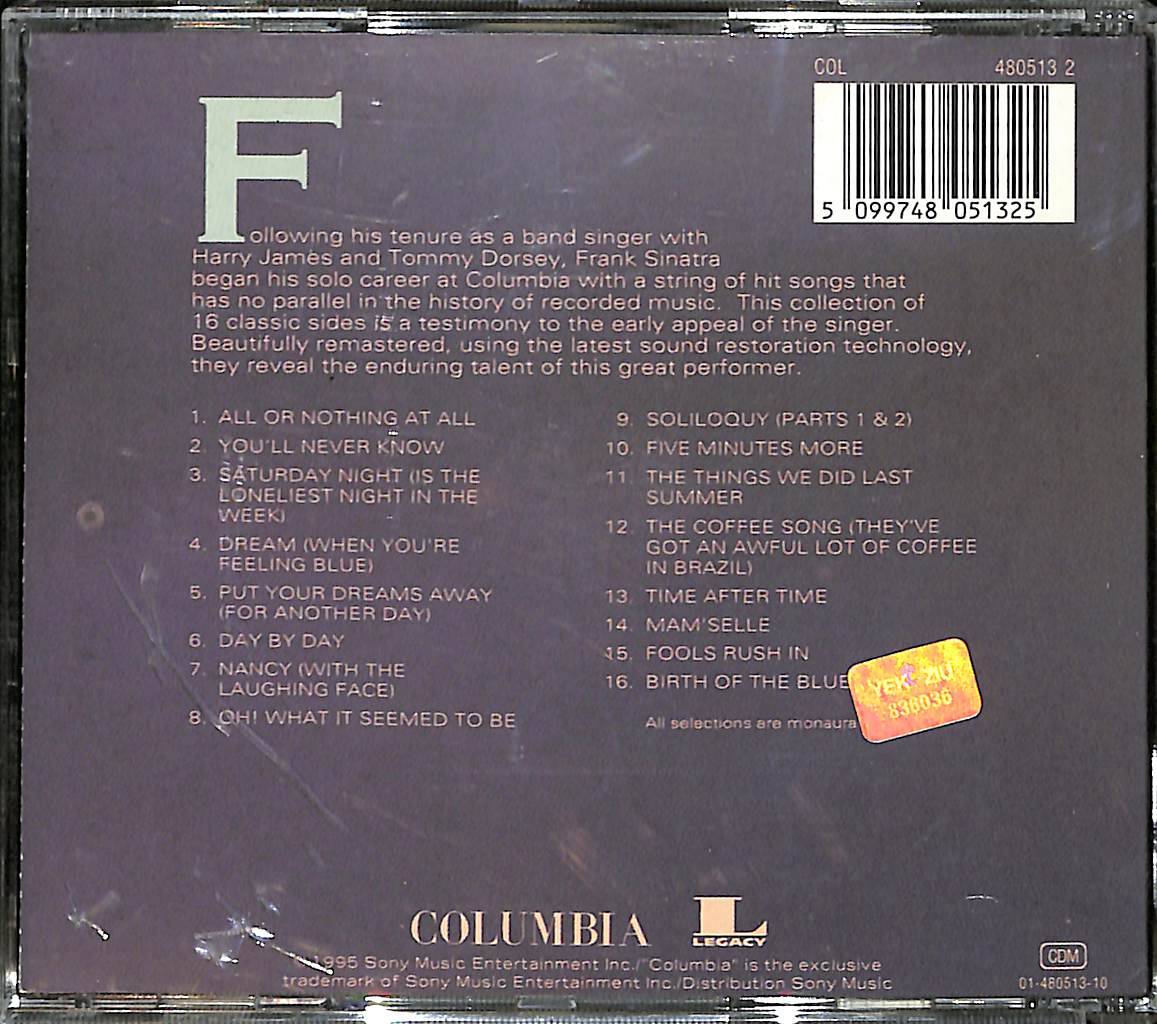 COL 480513 2
5 099748 051325
Following his tenure as a band singer with
Harry James and Tommy Dorsey, Frank Sinatra
began his solo career at Columbia with a string of hit songs that
has no parallel in the history of recorded music. This collection of
16 classic sides is a testimony to the early appeal of the singer.
Beautifully remastered, using the latest sound restoration technology,
they reveal the enduring talent of this great performer.
1. ALL OR NOTHING AT ALL
2. YOU'LL NEVER KNOW
3. SATURDAY NIGHT (IS THE
LONELIEST NIGHT IN THE
WEEK)
4. DREAM (WHEN YOU'RE
FEELING BLUE)
5. PUT YOUR DREAMS AWAY
(FOR ANOTHER DAY)
6. DAY BY DAY
7. NANCY (WITH THE
LAUGHING FACE)
8. OH! WHAT IT SEEMED TO BE
9. SOLILOQUY (PARTS 1 & 2)
10. FIVE MINUTES MORE
11. THE THINGS WE DID LAST
SUMMER
12. THE COFFEE SONG (THEY'VE
GOT AN AWFUL LOT OF COFFEE
IN BRAZIL)
13. TIME AFTER TIME
14. MAM'SELLE
15. FOOLS RUSH IN
16. BIRTH OF THE BLUE
All selections are monaura
838036
COLUMBIA
L
LEGACY
1995 Sony Music Entertainment Inc./"Columbia" is the exclusive
trademark of Sony Music Entertainment Inc./Distribution Sony Music
CDM
01-480513-10